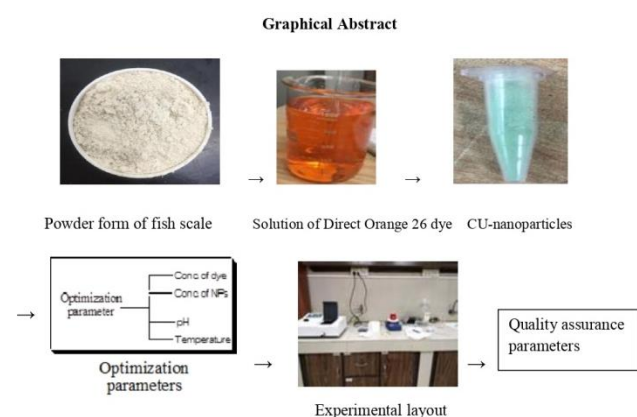 Graphical Abstract
→
→
Powder form of fish scale
Solution of Direct Orange 26 dye
CU-nanoparticles
→
Optimization
parameter
Conc. of dye
Conc. of NPs
pH
Temperature
Optimization
parameters
→
Experimental layout
→
Quality assurance
parameters